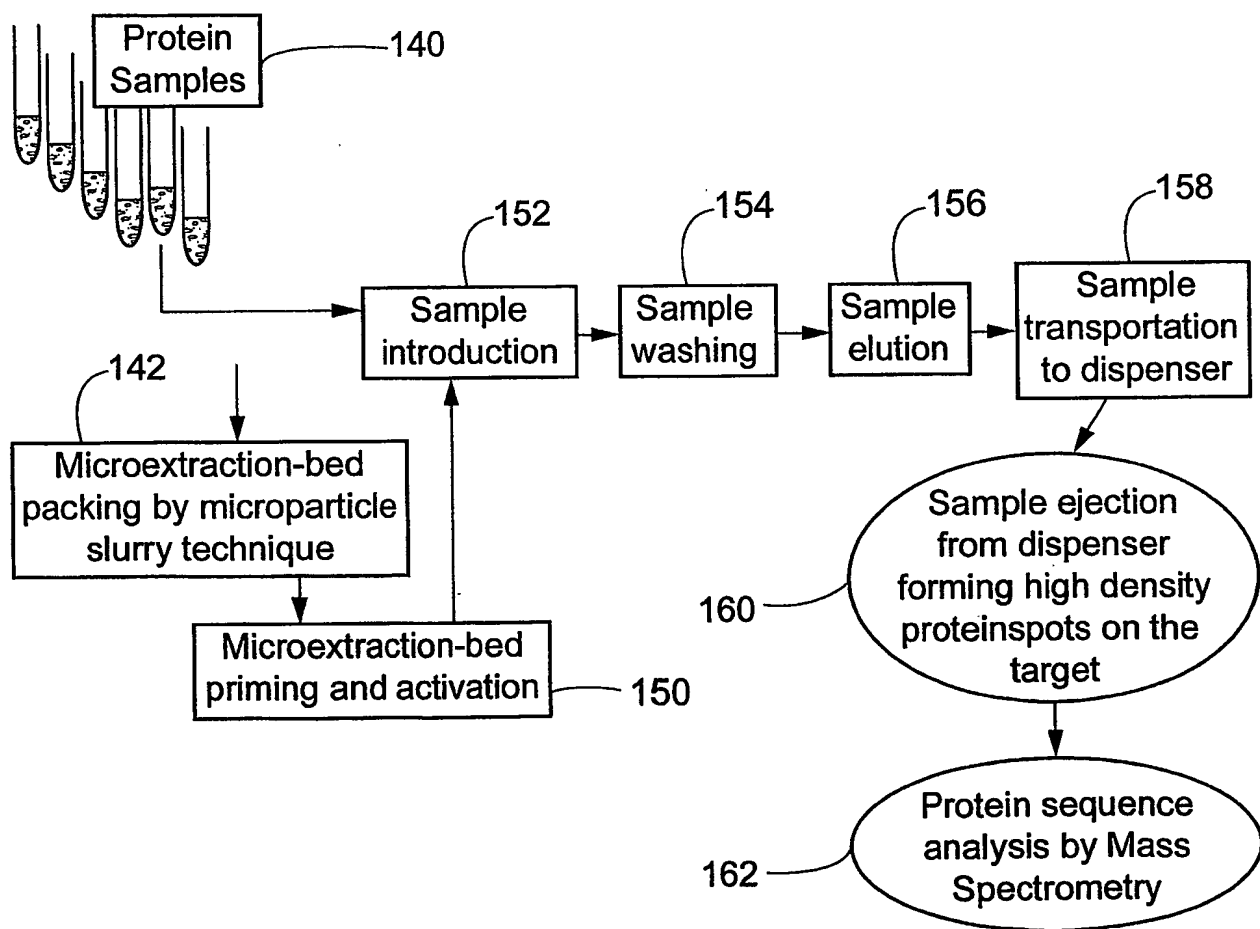 Protein
Samples
140
152
Sample
introduction
154
Sample
washing
156
Sample
elution
158
Sample
transportation
to dispenser
142
Microextraction-bed
packing by microparticle
slurry technique
Microextraction-bed
priming and activation
150
Sample ejection
from dispenser
forming high density
proteinspots on the
target
160
Protein sequence
analysis by Mass
Spectrometry
162